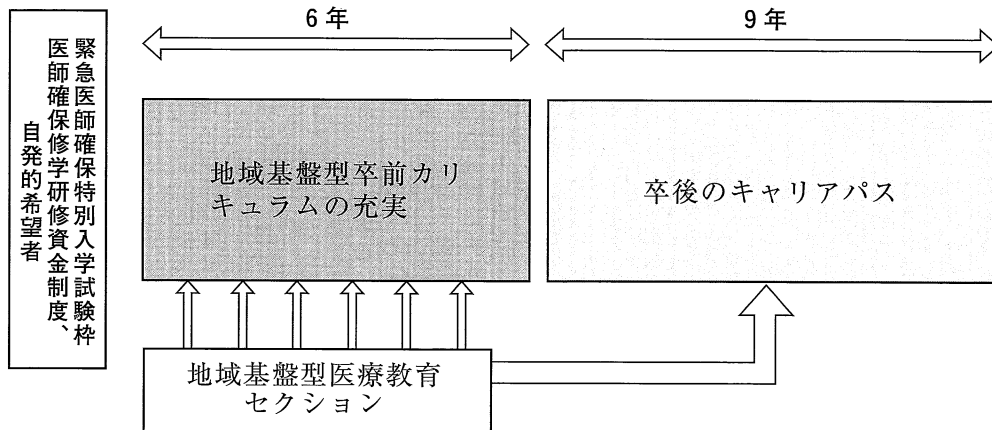 緊急医師確保特別入学試験枠
医師確保修学研修資金制度、
自発的希望者
6年
9年
地域基盤型卒前カリ
キュラムの充実
卒後のキャリアパス
地域基盤型医療教育
セクション